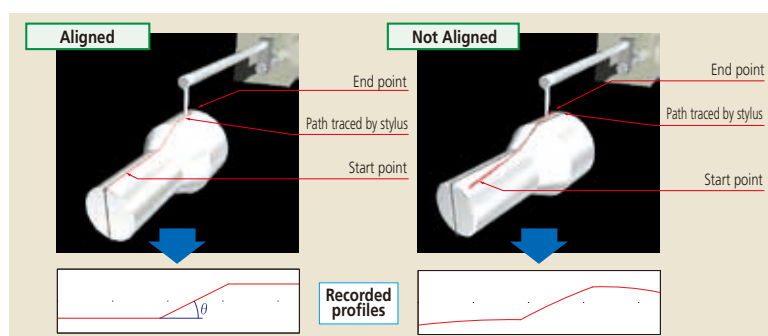 Aligned
End point
Path traced by stylus
Start point
θ
Not Aligned
End point
Path traced by stylus
Start point
Recorded
profiles